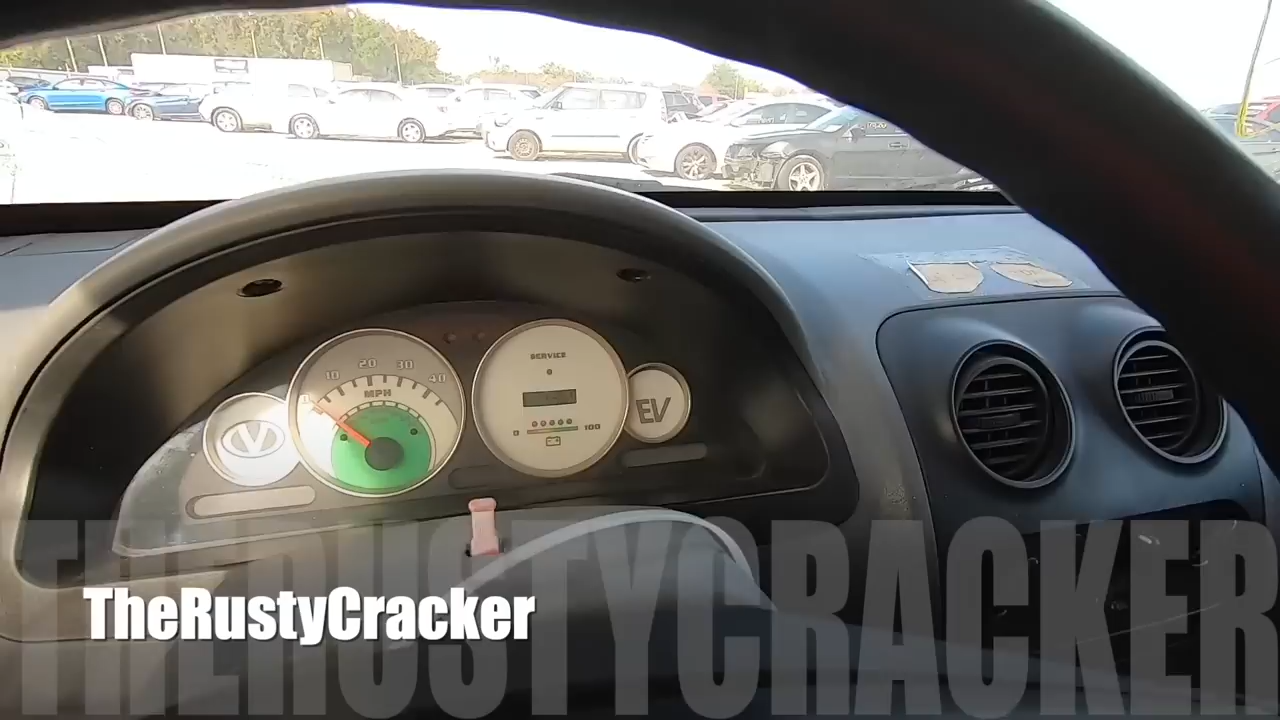 10 20 30 40
MPH
SERVICE
0 100
EV
THERUSTYCRACKER
TheRustyCracker